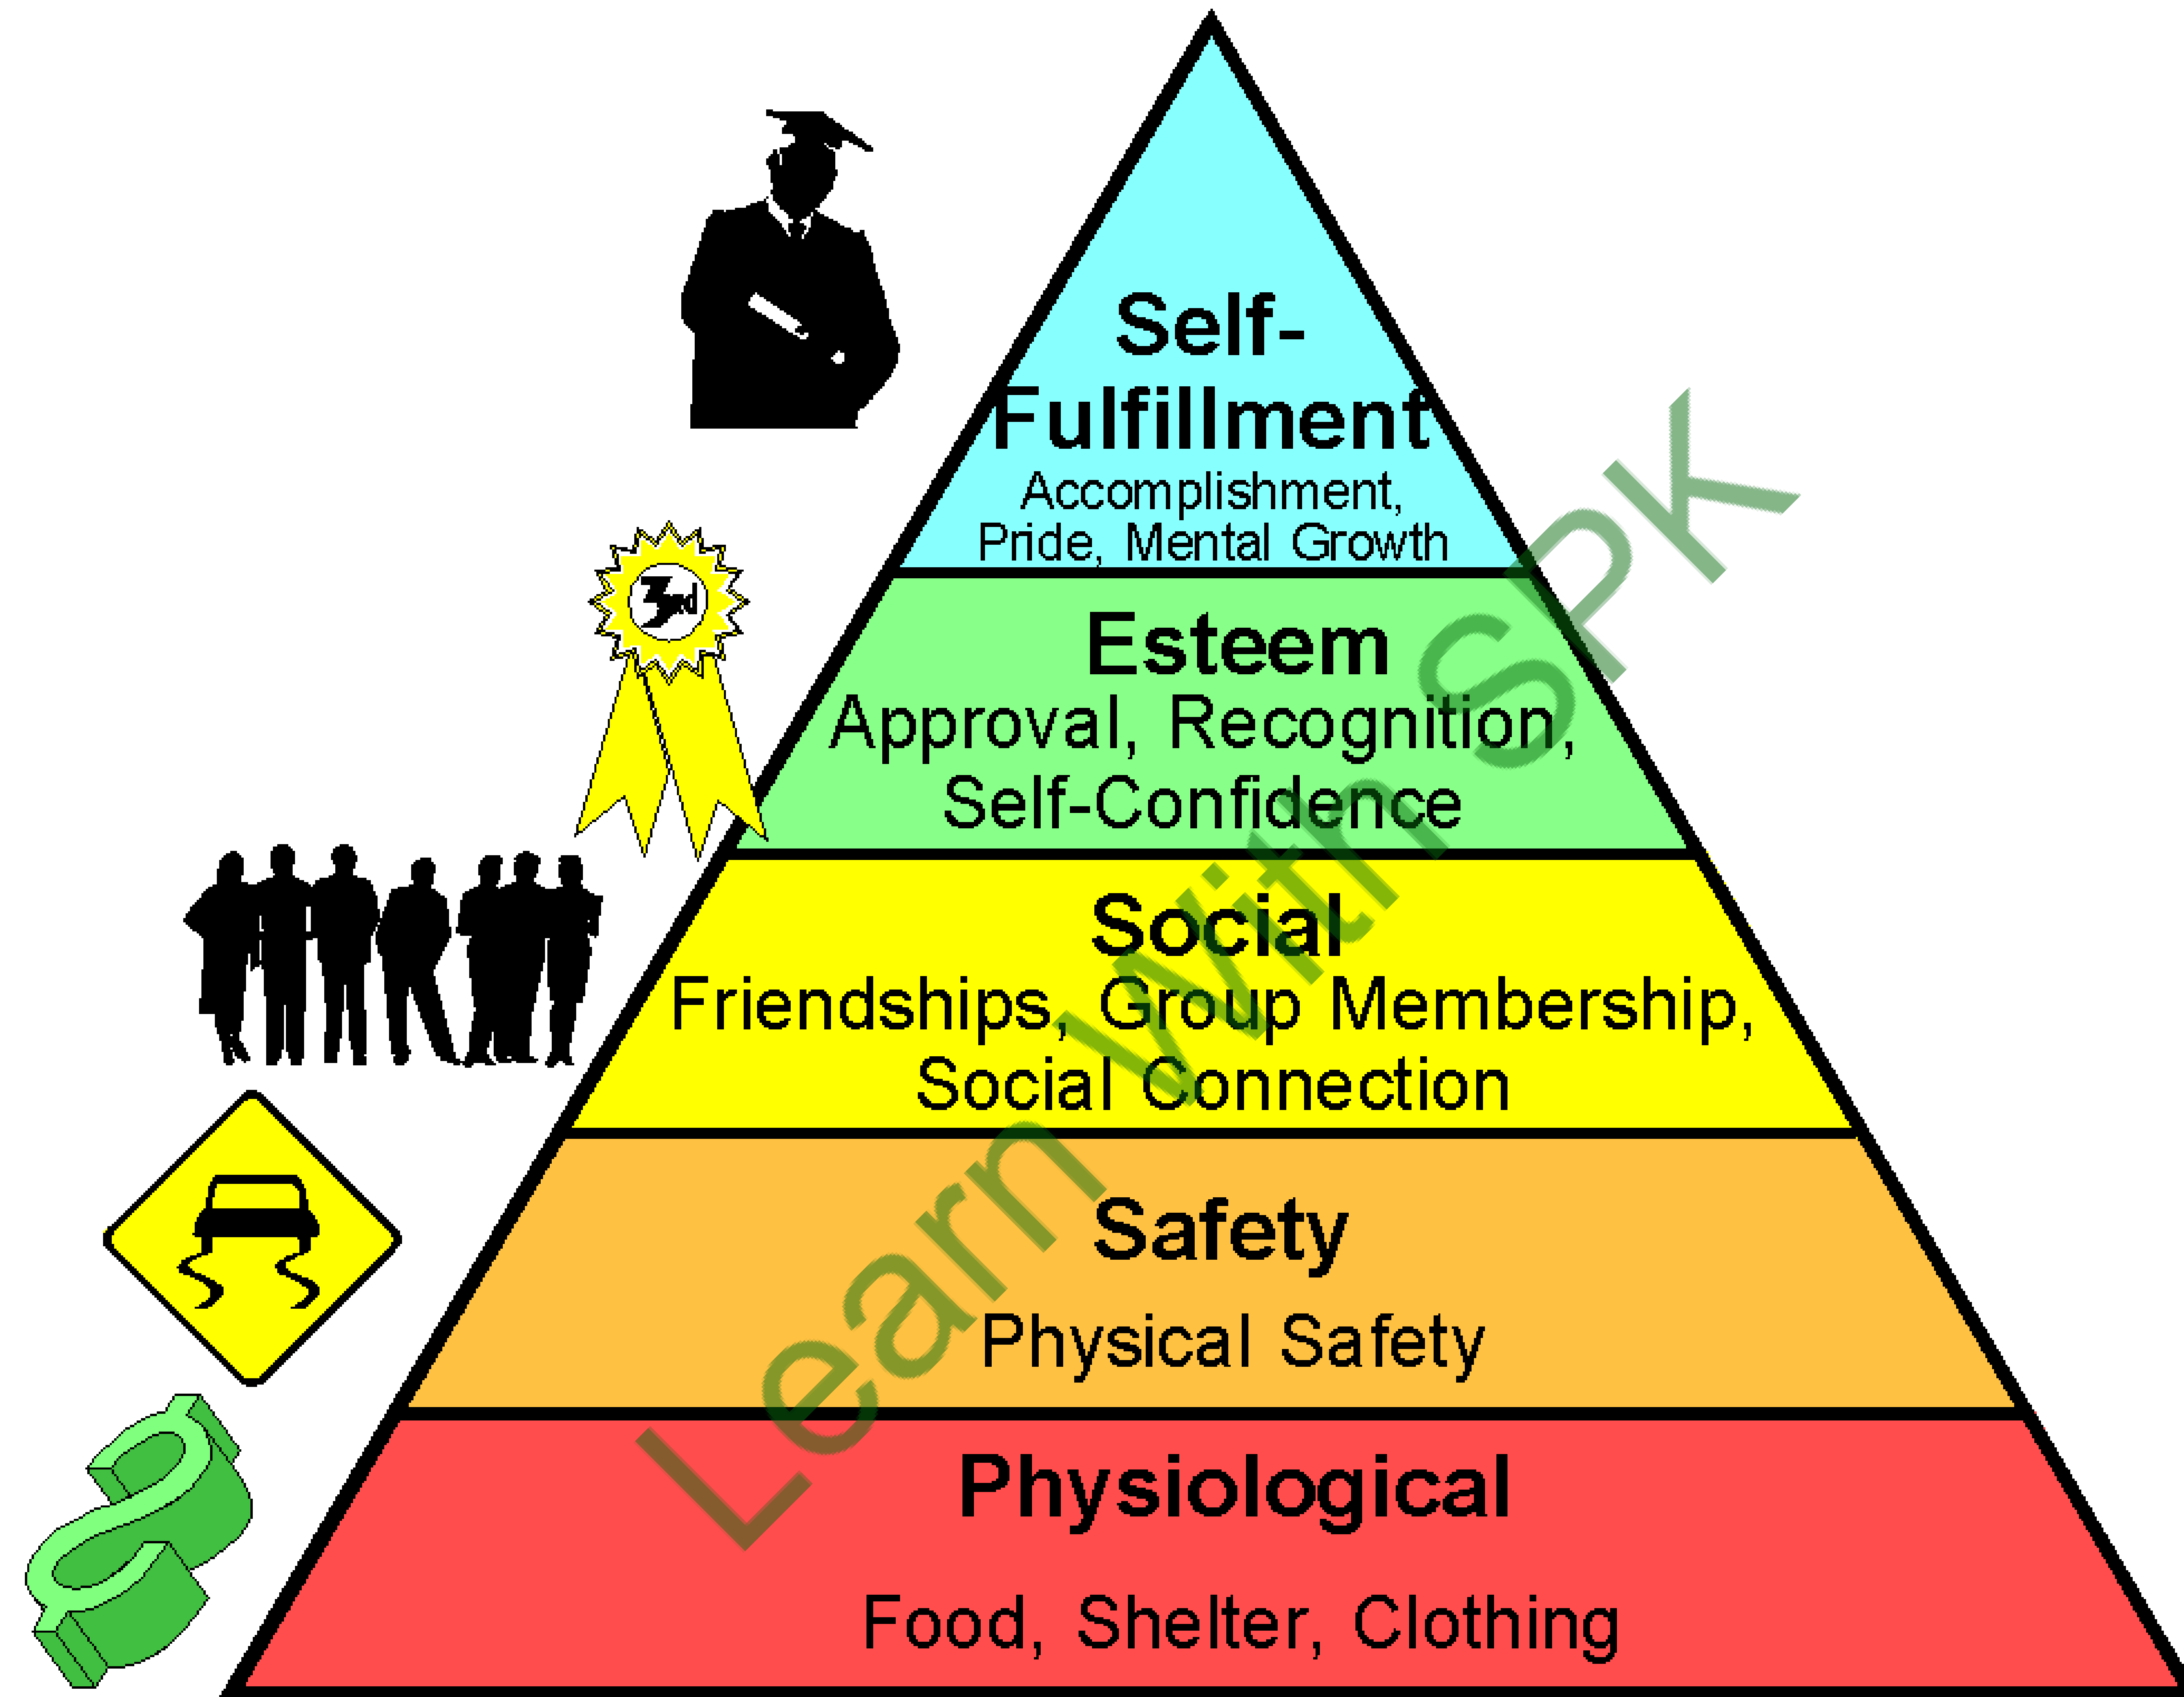 Self-
Fulfillment
Accomplishment,
Pride, Mental Growth
3rd
Esteem
Approval, Recognition,
Self-Confidence
Social
Friendships, Group Membership,
Social Connection
Safety
Physical Safety
Physiological
Food, Shelter, Clothing
Learn With SPK